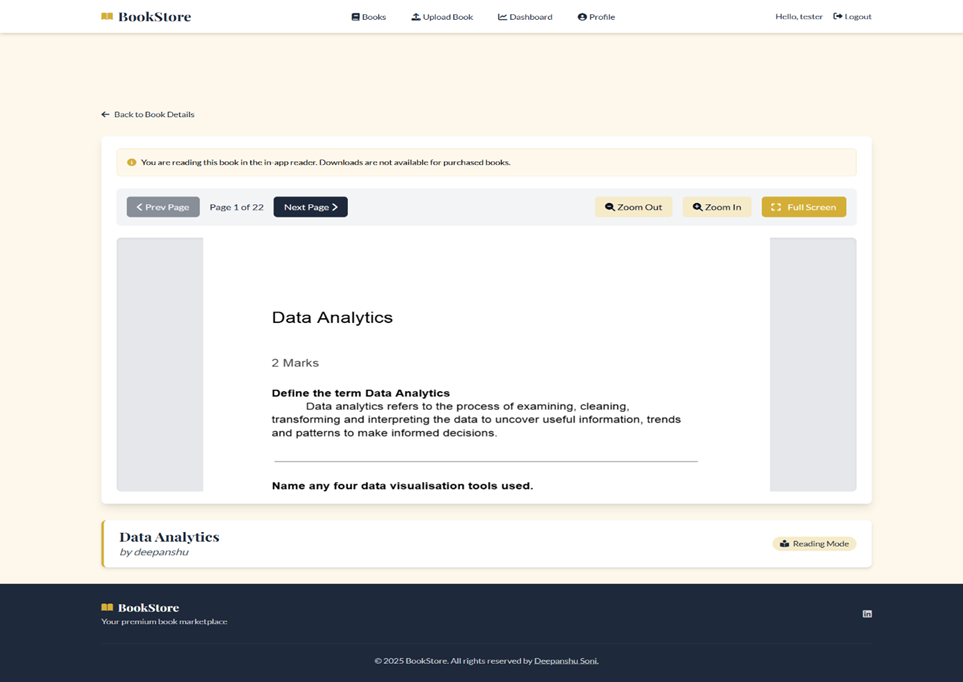 BookStore
Books
Upload Book
Dashboard
Profile
Hello, tester
Logout
Back to Book Details
You are reading this book in the in-app reader. Downloads are not available for purchased books.
Prev Page
Page 1 of 22
Next Page
Zoom Out
Zoom In
Full Screen
Data Analytics
2 Marks
Define the term Data Analytics
Data analytics refers to the process of examining, cleaning,
transforming and interpreting the data to uncover useful information, trends
and patterns to make informed decisions.
Name any four data visualisation tools used.
Data Analytics
by deepanshu
Reading Mode
BookStore
Your premium book marketplace
in
© 2025 BookStore. All rights reserved by Deepanshu Soni.